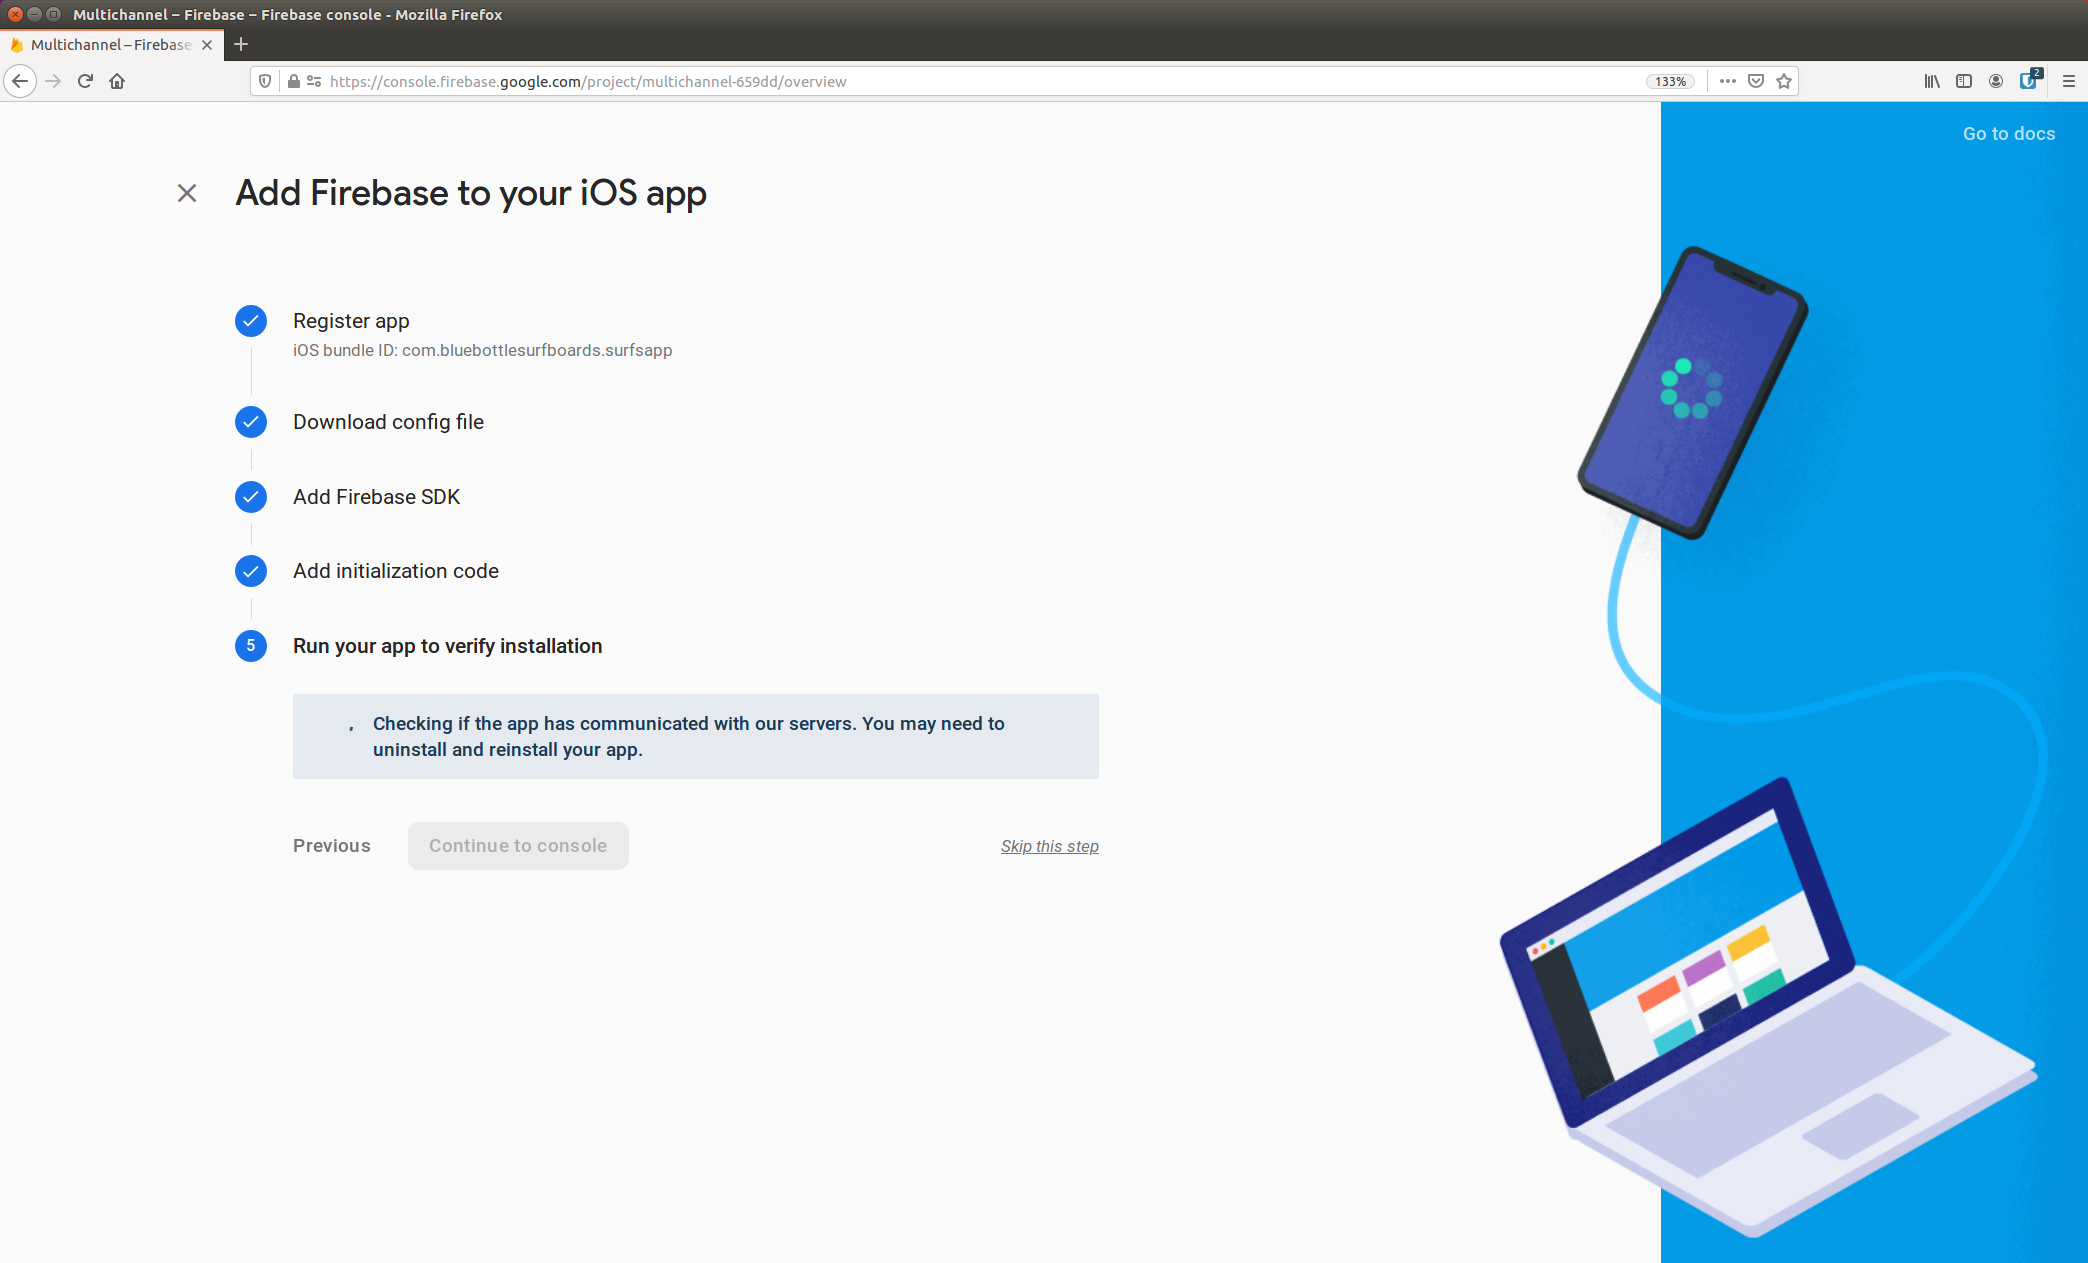 Multichannel – Firebase – Firebase console - Mozilla Firefox
Multichannel – Firebase
https://console.firebase.google.com/project/multichannel-659dd/overview
133%
2
Go to docs
Add Firebase to your iOS app
Register app
iOS bundle ID: com.bluebottlesurfboards.surfsapp
Download config file
Add Firebase SDK
Add initialization code
5
Run your app to verify installation
Checking if the app has communicated with our servers. You may need to
uninstall and reinstall your app.
Previous
Continue to console
Skip this step